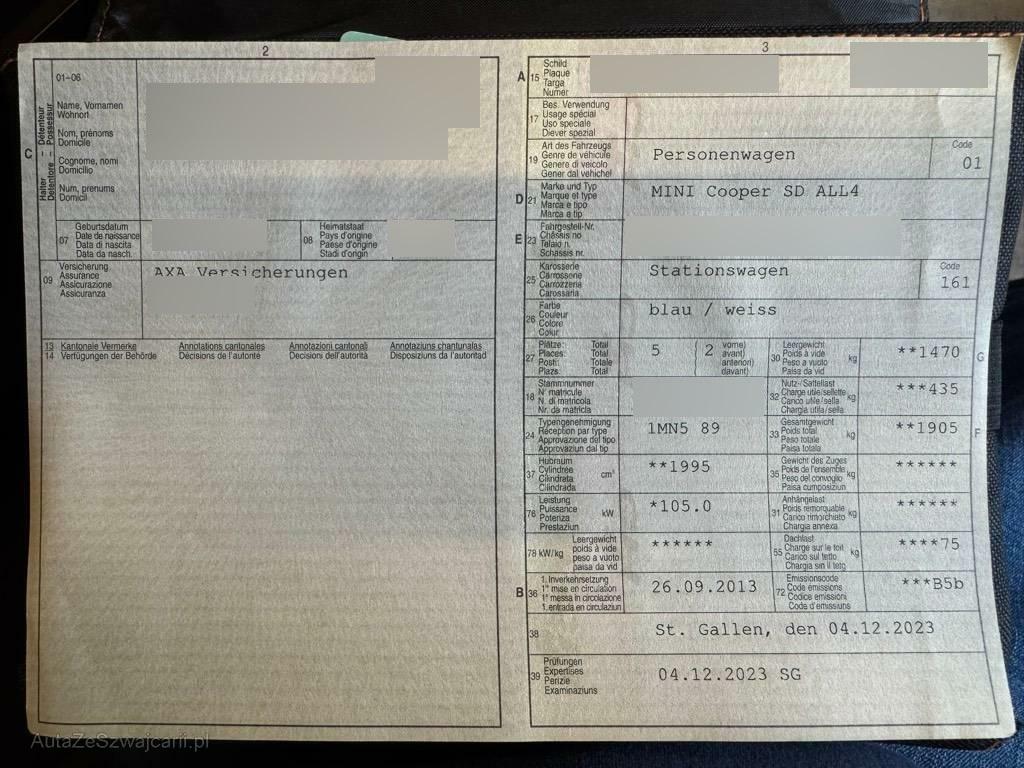 2
01–06
C
Halter – Détenteur –
Detentore – Possessur
Name, Vornamen
Wohnort
Nom, prénoms
Domicile
Cognome, nomi
Domicilio
Num, prenums
Domicil
07
Geburtsdatum
Date de naissance
Data di nascita
Data da nasch.
08
Heimatstaat
Pays d'origine
Paese d'origine
Stadi d'origin
09
Versicherung
Assurance
Assicurazione
Assicuranza
AXA Versicherungen
13 Kantonale Vermerke Annotations cantonales Annotazioni cantonali Annotaziuns chantunalas
14 Verfügungen der Behörde Décisions de l'autorité Decisioni dell'autorità Disposiziuns da l'autoritad
3
A 15
Schild
Plaque
Targa
Numer
17
Bes. Verwendung
Usage spécial
Uso speciale
Diever spezial
19
Art des Fahrzeugs
Genre de véhicule
Genere di veicolo
Gener dal vehichel
Personenwagen
Code
01
D 21
Marke und Typ
Marque et type
Marca e tipo
Marca e tip
MINI Cooper SD ALL4
E 23
Fahrgestell-Nr.
Châssis no
Telaio n.
Schassis nr.
25
Karosserie
Carrosserie
Carrozzeria
Carossaria
Stationswagen
Code
161
26
Farbe
Couleur
Colore
Colur
blau / weiss
27
Plätze: Total
Places: Total
Posti: Totale
Plazs: Total
5 ( 2
vorne)
avant)
anteriori)
davant)
30
Leergewicht
Poids à vide
Peso a vuoto
Paisa da vid
kg
**1470
G
18
Stammnummer
N° matricule
N. di matricola
Nr. da matricla
32
Nutz-/Sattellast
Charge utile/sellette
Carico utile/sella
Chargia utila/sella
kg
***435
24
Typengenehmigung
Réception par type
Approvazione del tipo
Approvaziun dal tip
1MN5 89
33
Gesamtgewicht
Poids total
Peso totale
Paisa totala
kg
**1905
F
37
Hubraum
Cylindrée
Cilindrata
Cilindrada
cm³
**1995
35
Gewicht des Zuges
Poids de l'ensemble
Peso del convoglio
Paisa cumposiziun
kg
******
76
Leistung
Puissance
Potenza
Prestaziun
kW
*105.0
31
Anhängelast
Poids remorquable
Carico rimorchiato
Chargia annexa
kg
******
78 kW/kg
Leergewicht
poids à vide
peso a vuoto
paisa da vid
******
55
Dachlast
Charge sur le toit
Carico sul tetto
Chargia sin il tetg
kg
****75
B 36
1. Inverkehrsetzung
1re mise en circulation
1a messa in circolazione
1. entrada en circulaziun
26.09.2013
72
Emissionscode
Code émissions
Codice emissioni
Code d'emissiuns
***B5b
38
St. Gallen, den 04.12.2023
39
Prüfungen
Expertises
Perizie
Examinaziuns
04.12.2023 SG
AutaZeSzwajcarii.pl